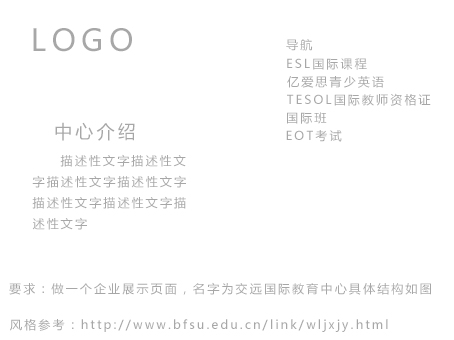 LOGO
导航
ESL国际课程
亿爱思青少英语
TESOL国际教师资格证
国际班
EOT考试
中心介绍
描述性文字描述性文
字描述性文字描述性文字
描述性文字描述性文字描
述性文字
要求：做一个企业展示页面，名字为交远国际教育中心具体结构如图
风格参考：http://www.bfsu.edu.cn/link/wljxjy.html